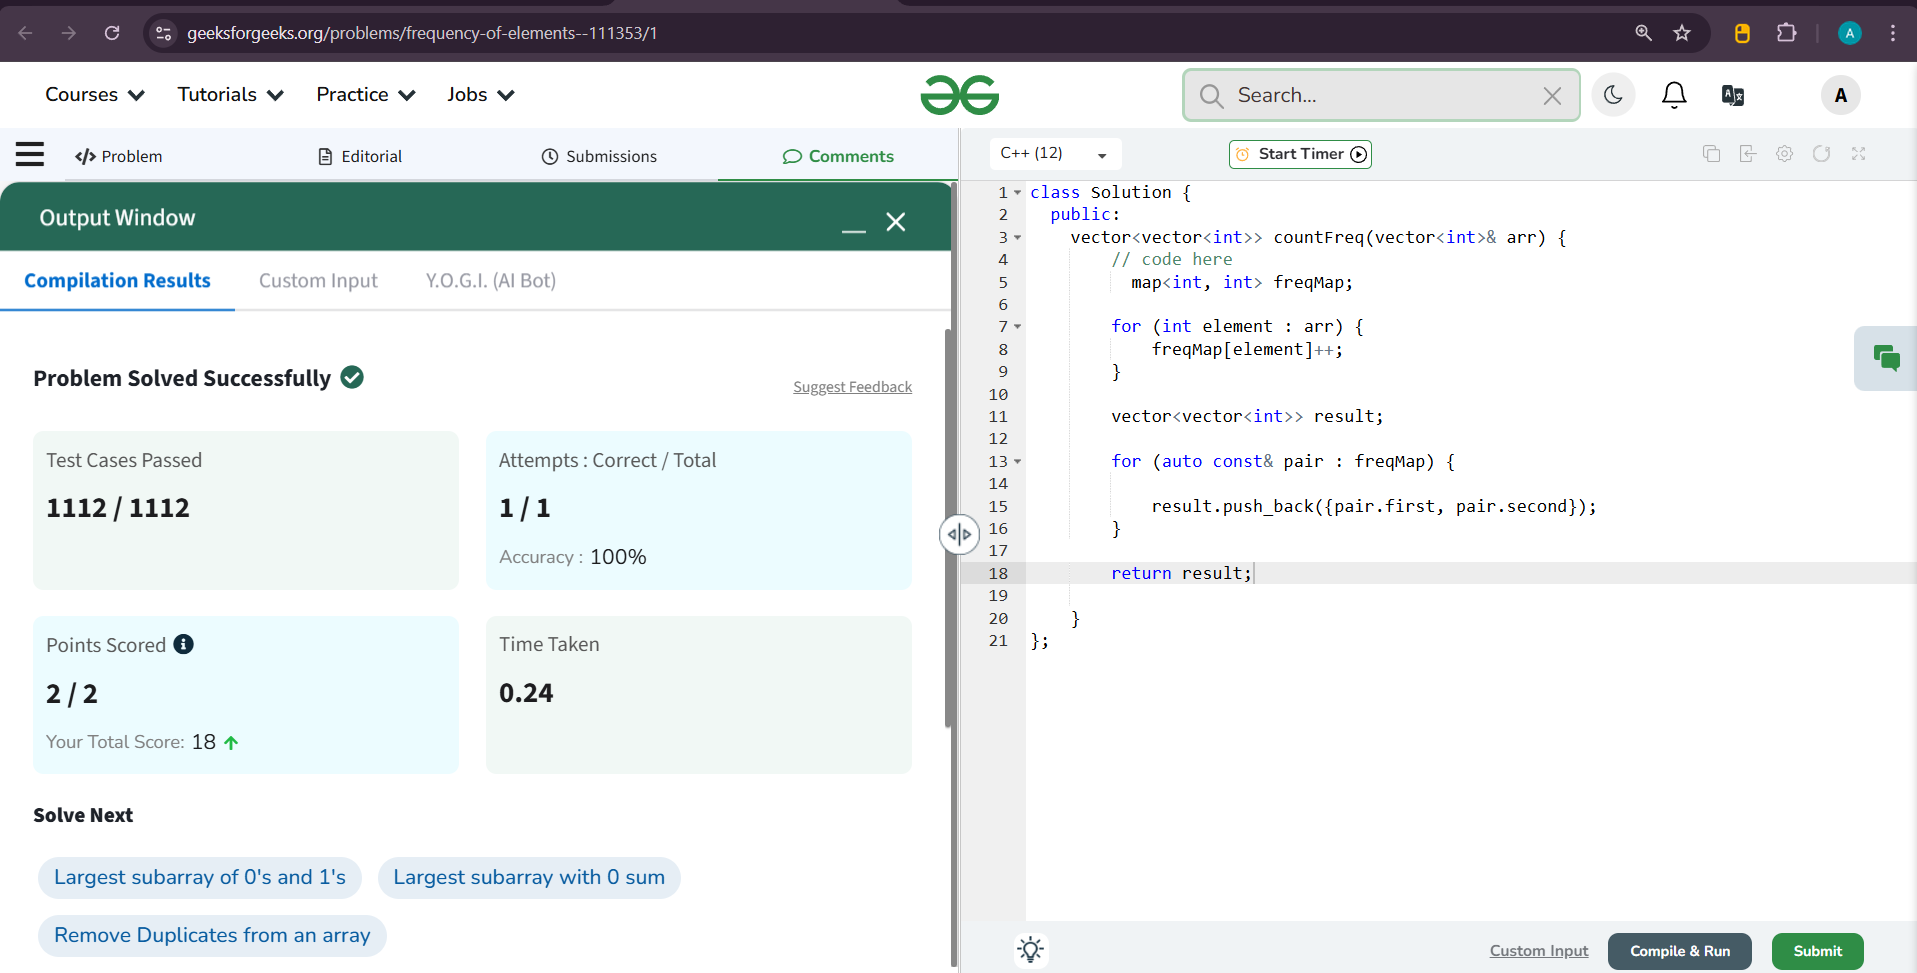 geeksforgeeks.org/problems/frequency-of-elements--111353/1
A
Courses Tutorials Practice Jobs
Search...
A
Problem Editorial Submissions Comments
C++ (12) Start Timer
Output Window
Compilation Results Custom Input Y.O.G.I. (AI Bot)
Problem Solved Successfully
Suggest Feedback
Test Cases Passed
1112 / 1112
Attempts : Correct / Total
1 / 1
Accuracy : 100%
Points Scored
2 / 2
Your Total Score: 18
Time Taken
0.24
Solve Next
Largest subarray of 0's and 1's
Largest subarray with 0 sum
Remove Duplicates from an array
1 class Solution {
2   public:
3     vector<vector<int>> countFreq(vector<int>& arr) {
4         // code here
5           map<int, int> freqMap;
6
7         for (int element : arr) {
8             freqMap[element]++;
9         }
10
11         vector<vector<int>> result;
12
13         for (auto const& pair : freqMap) {
14
15             result.push_back({pair.first, pair.second});
16         }
17
18         return result;
19
20     }
21 };
Custom Input Compile & Run Submit